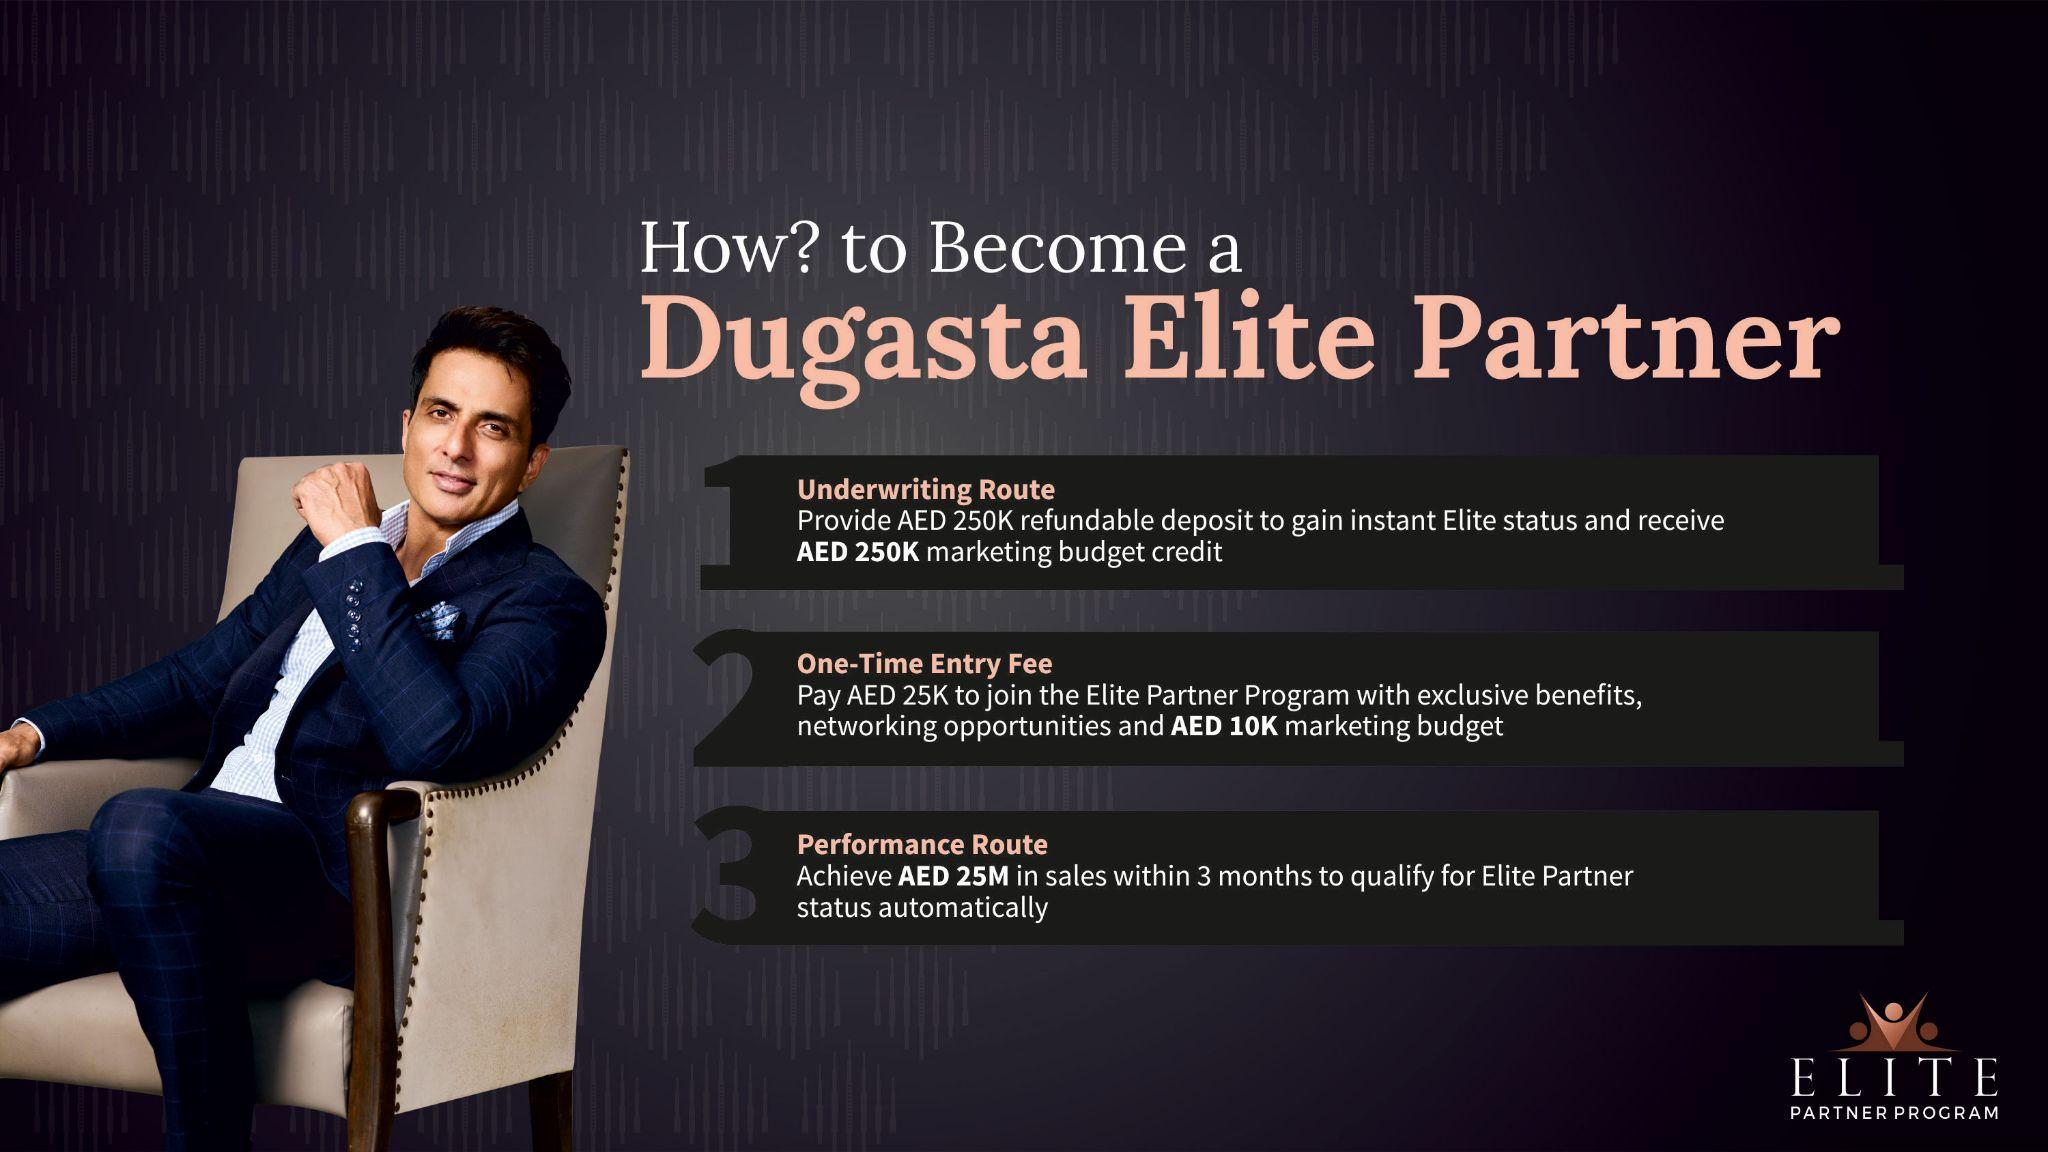 How? to Become a
Dugasta Elite Partner
1
Underwriting Route
Provide AED 250K refundable deposit to gain instant Elite status and receive
AED 250K marketing budget credit
2
One-Time Entry Fee
Pay AED 25K to join the Elite Partner Program with exclusive benefits,
networking opportunities and AED 10K marketing budget
3
Performance Route
Achieve AED 25M in sales within 3 months to qualify for Elite Partner
status automatically
ELITE
PARTNER PROGRAM